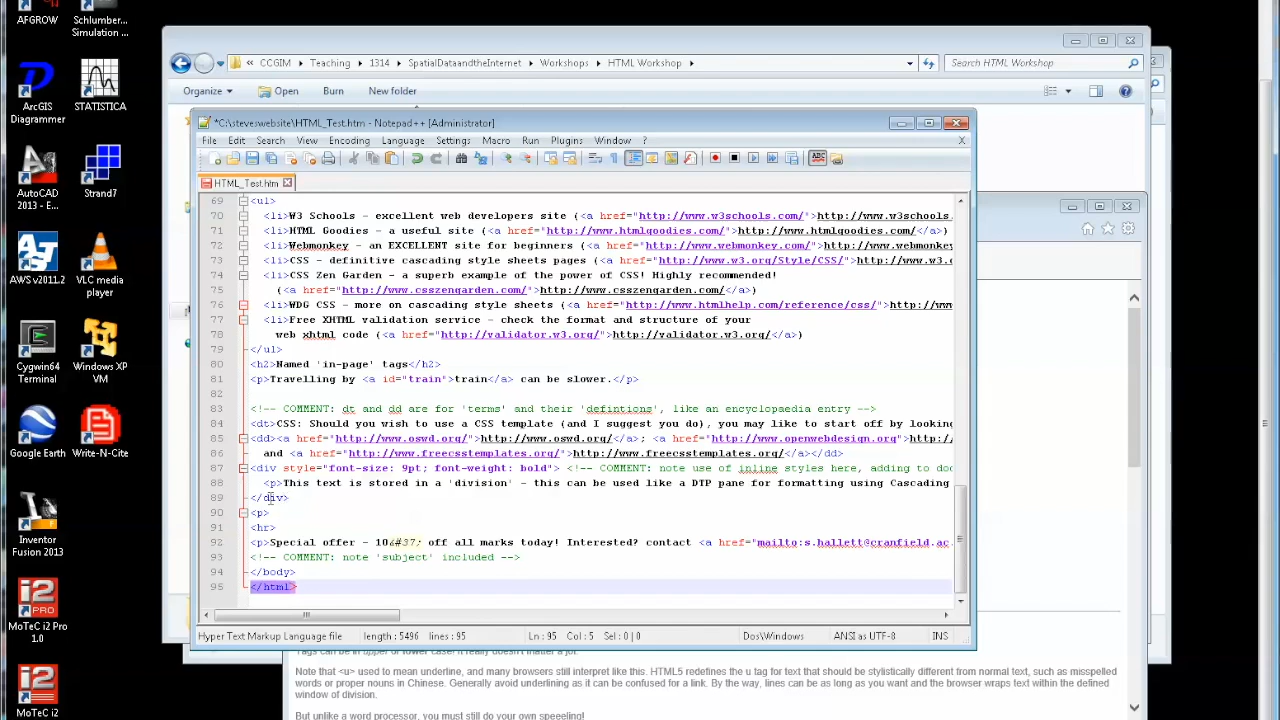 AFGROW
Schlumber...
Simulation ...
ArcGIS
Diagrammer
STATISTICA
AutoCAD
2013 - E...
Strand7
AWS v2011.2
VLC media
player
Cygwin64
Terminal
Windows XP
VM
Google Earth
Write-N-Cite
Inventor
Fusion 2013
MoTeC i2 Pro
1.0
MoTeC i2
CCGIM
Teaching
1314
SpatialDataontheInternet
Workshops
HTML Workshop
Search HTML Workshop
Organize
Open
Burn
New folder
*C:\steveswebsite\HTML_Test.htm - Notepad++ [Administrator]
File Edit Search View Encoding Language Settings Macro Run Plugins Window ?
X
HTML_Test.htm
69 <ul>
70 <li>W3 Schools - excellent web developers site (<a href="http://www.w3schools.com/">http://www.w3schools.
71 <li>HTML Goodies - a useful site (<a href="http://www.htmlgoodies.com/">http://www.htmlgoodies.com/</a>)
72 <li>Webmonkey - an EXCELLENT site for beginners (<a href="http://www.webmonkey.com/">http://www.webmonkey
73 <li>CSS - definitive cascading style sheets pages (<a href="http://www.w3.org/Style/CSS/">http://www.w3.o
74 <li>CSS Zen Garden - a superb example of the power of CSS! Highly recommended!
75 (<a href="http://www.csszengarden.com/">http://www.csszengarden.com/</a>)
76 <li>WDG CSS - more on cascading style sheets (<a href="http://www.htmlhelp.com/reference/css/">http://www
77 <li>Free XHTML validation service - check the format and structure of your
78 web xhtml code (<a href="http://validator.w3.org/">http://validator.w3.org/</a>)
79 </ul>
80 <h2>Named 'in-page' tags</h2>
81 <p>Travelling by <a id="train">train</a> can be slower.</p>
82
83 <!-- COMMENT: dt and dd are for 'terms' and their 'defintions', like an encyclopaedia entry -->
84 <dt>CSS: Should you wish to use a CSS template (and I suggest you do), you may like to start off by looking
85 <dd><a href="http://www.oswd.org/">http://www.oswd.org/</a>; <a href="http://www.openwebdesign.org">http:/
86 and <a href="http://www.freecsstemplates.org/">http://www.freecsstemplates.org/</a></dd>
87 <div style="font-size: 9pt; font-weight: bold"> <!-- COMMENT: note use of inline styles here, adding to doc
88 <p>This text is stored in a 'division' - this can be used like a DTP pane for formatting using Cascading
89 </div>
90 <p>
91 <hr>
92 <p>Special offer - 10&#37; off all marks today! Interested? contact <a href="mailto:s.hallett@cranfield.ac
93 <!-- COMMENT: note 'subject' included -->
94 </body>
95 </html>
Hyper Text Markup Language file length : 5496 lines : 95 Ln : 95 Col : 5 Sel : 0 | 0 Dos\Windows ANSI as UTF-8 INS
Tags can be in upper or lower case! It really doesn't matter a jot.
Note that <u> used to mean underline, and many browsers still interpret like this. HTML5 redefines the u tag for text that should be stylistically different from normal text, such as misspelled
words or proper nouns in Chinese. Generally avoid underlining as it can be confused for a link. By the way, lines can be as long as you want and the browser wraps text within the defined
window of division.
But unlike a word processor, you must still do your own speeeling!